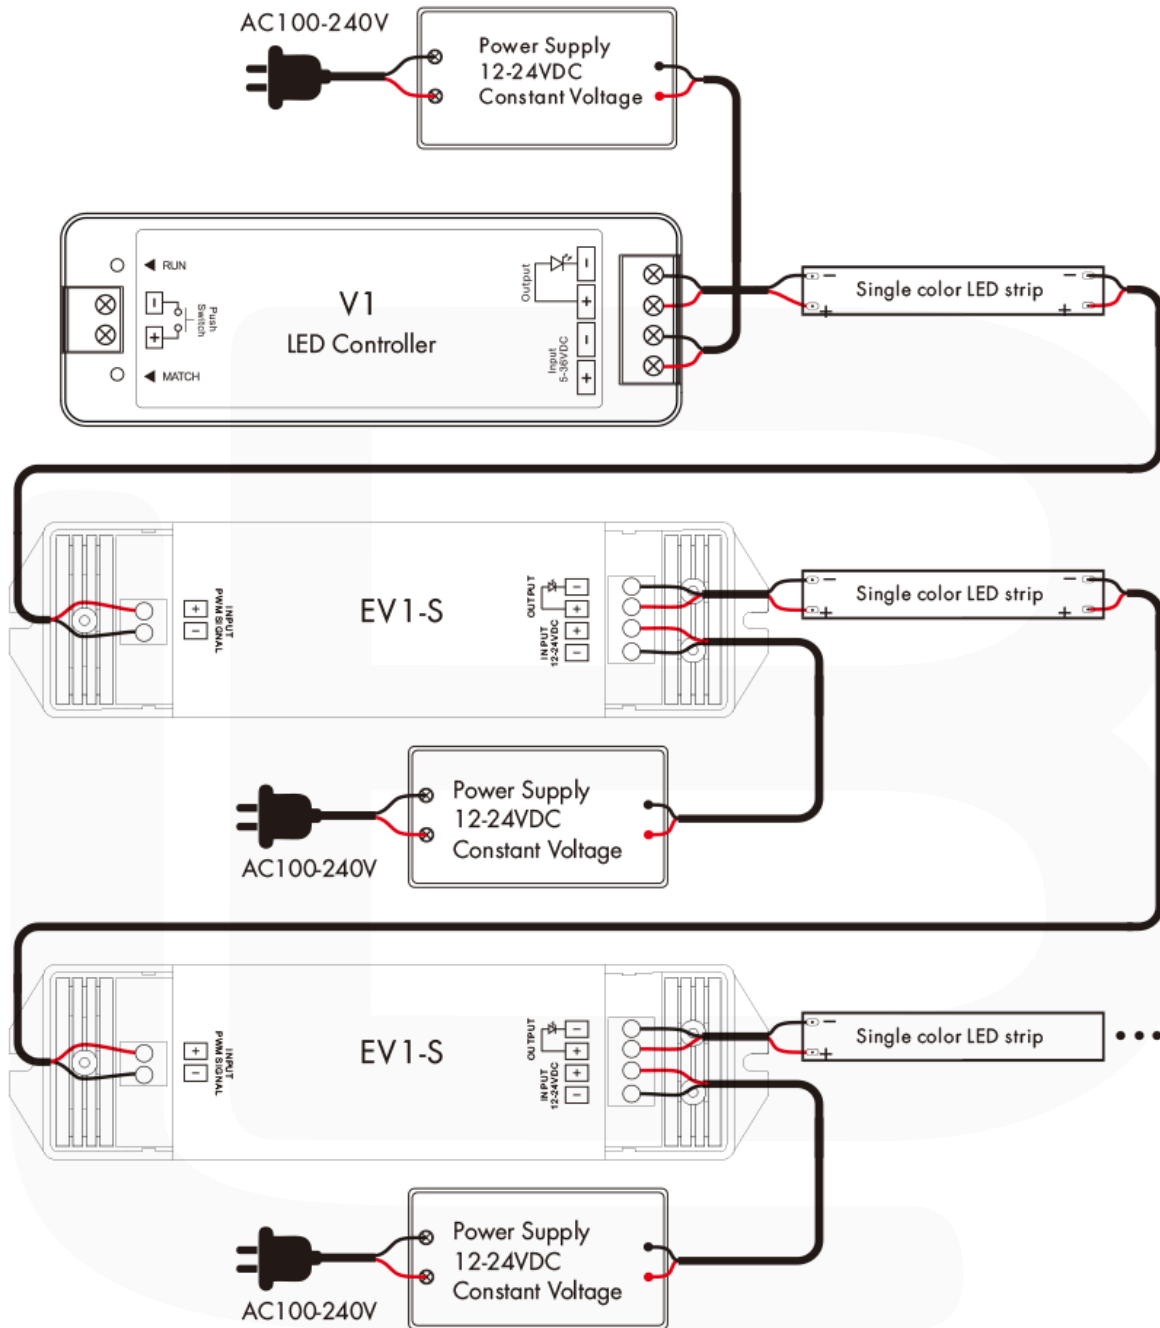 AC100-240V
Power Supply
12-24VDC
Constant Voltage
RUN
Push
Switch
MATCH
V1
LED Controller
Output
Input
5-36VDC
Single color LED strip
INPUT
PWM SIGNAL
EV1-S
OUTPUT
INPUT
12-24VDC
Single color LED strip
Power Supply
12-24VDC
Constant Voltage
AC100-240V
INPUT
PWM SIGNAL
EV1-S
OUTPUT
INPUT
12-24VDC
Single color LED strip
Power Supply
12-24VDC
Constant Voltage
AC100-240V